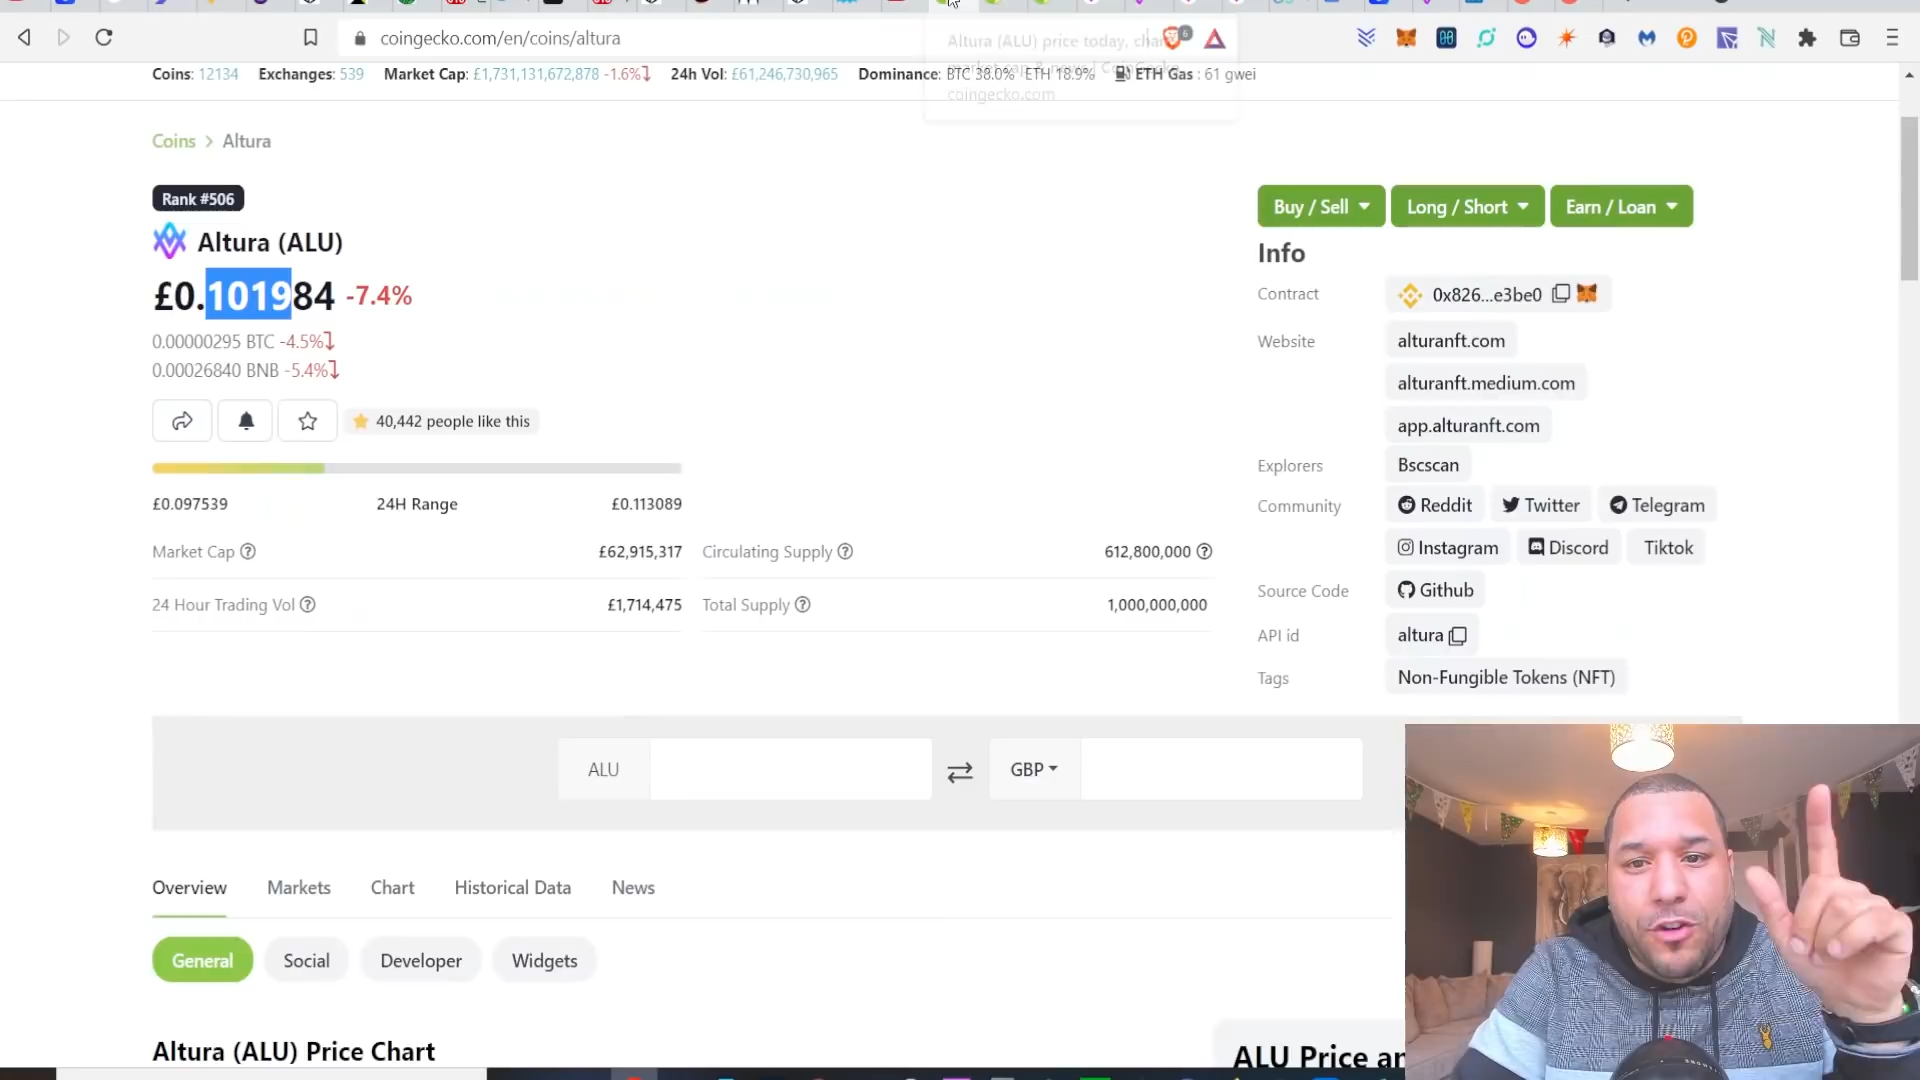 coingecko.com/en/coins/altura
Altura (ALU) price today,
coingecko.com
6
Coins: 12134 Exchanges: 539 Market Cap: £1,731,131,672,878 -1.6% 24h Vol: £61,246,730,965 Dominance: BTC 38.0% ETH 18.9% ETH Gas : 61 gwei
Coins > Altura
Rank #506
Altura (ALU)
£0.101984 -7.4%
0.00000295 BTC -4.5%
0.00026840 BNB -5.4%
40,442 people like this
£0.097539 24H Range £0.113089
Market Cap £62,915,317 Circulating Supply 612,800,000
24 Hour Trading Vol £1,714,475 Total Supply 1,000,000,000
Buy / Sell Long / Short Earn / Loan
Info
Contract 0x826...e3be0
Website alturanft.com
alturanft.medium.com
app.alturanft.com
Explorers Bscscan
Community Reddit Twitter Telegram
Instagram Discord Tiktok
Source Code Github
API id altura
Tags Non-Fungible Tokens (NFT)
ALU GBP
Overview Markets Chart Historical Data News
General Social Developer Widgets
Altura (ALU) Price Chart
ALU Price